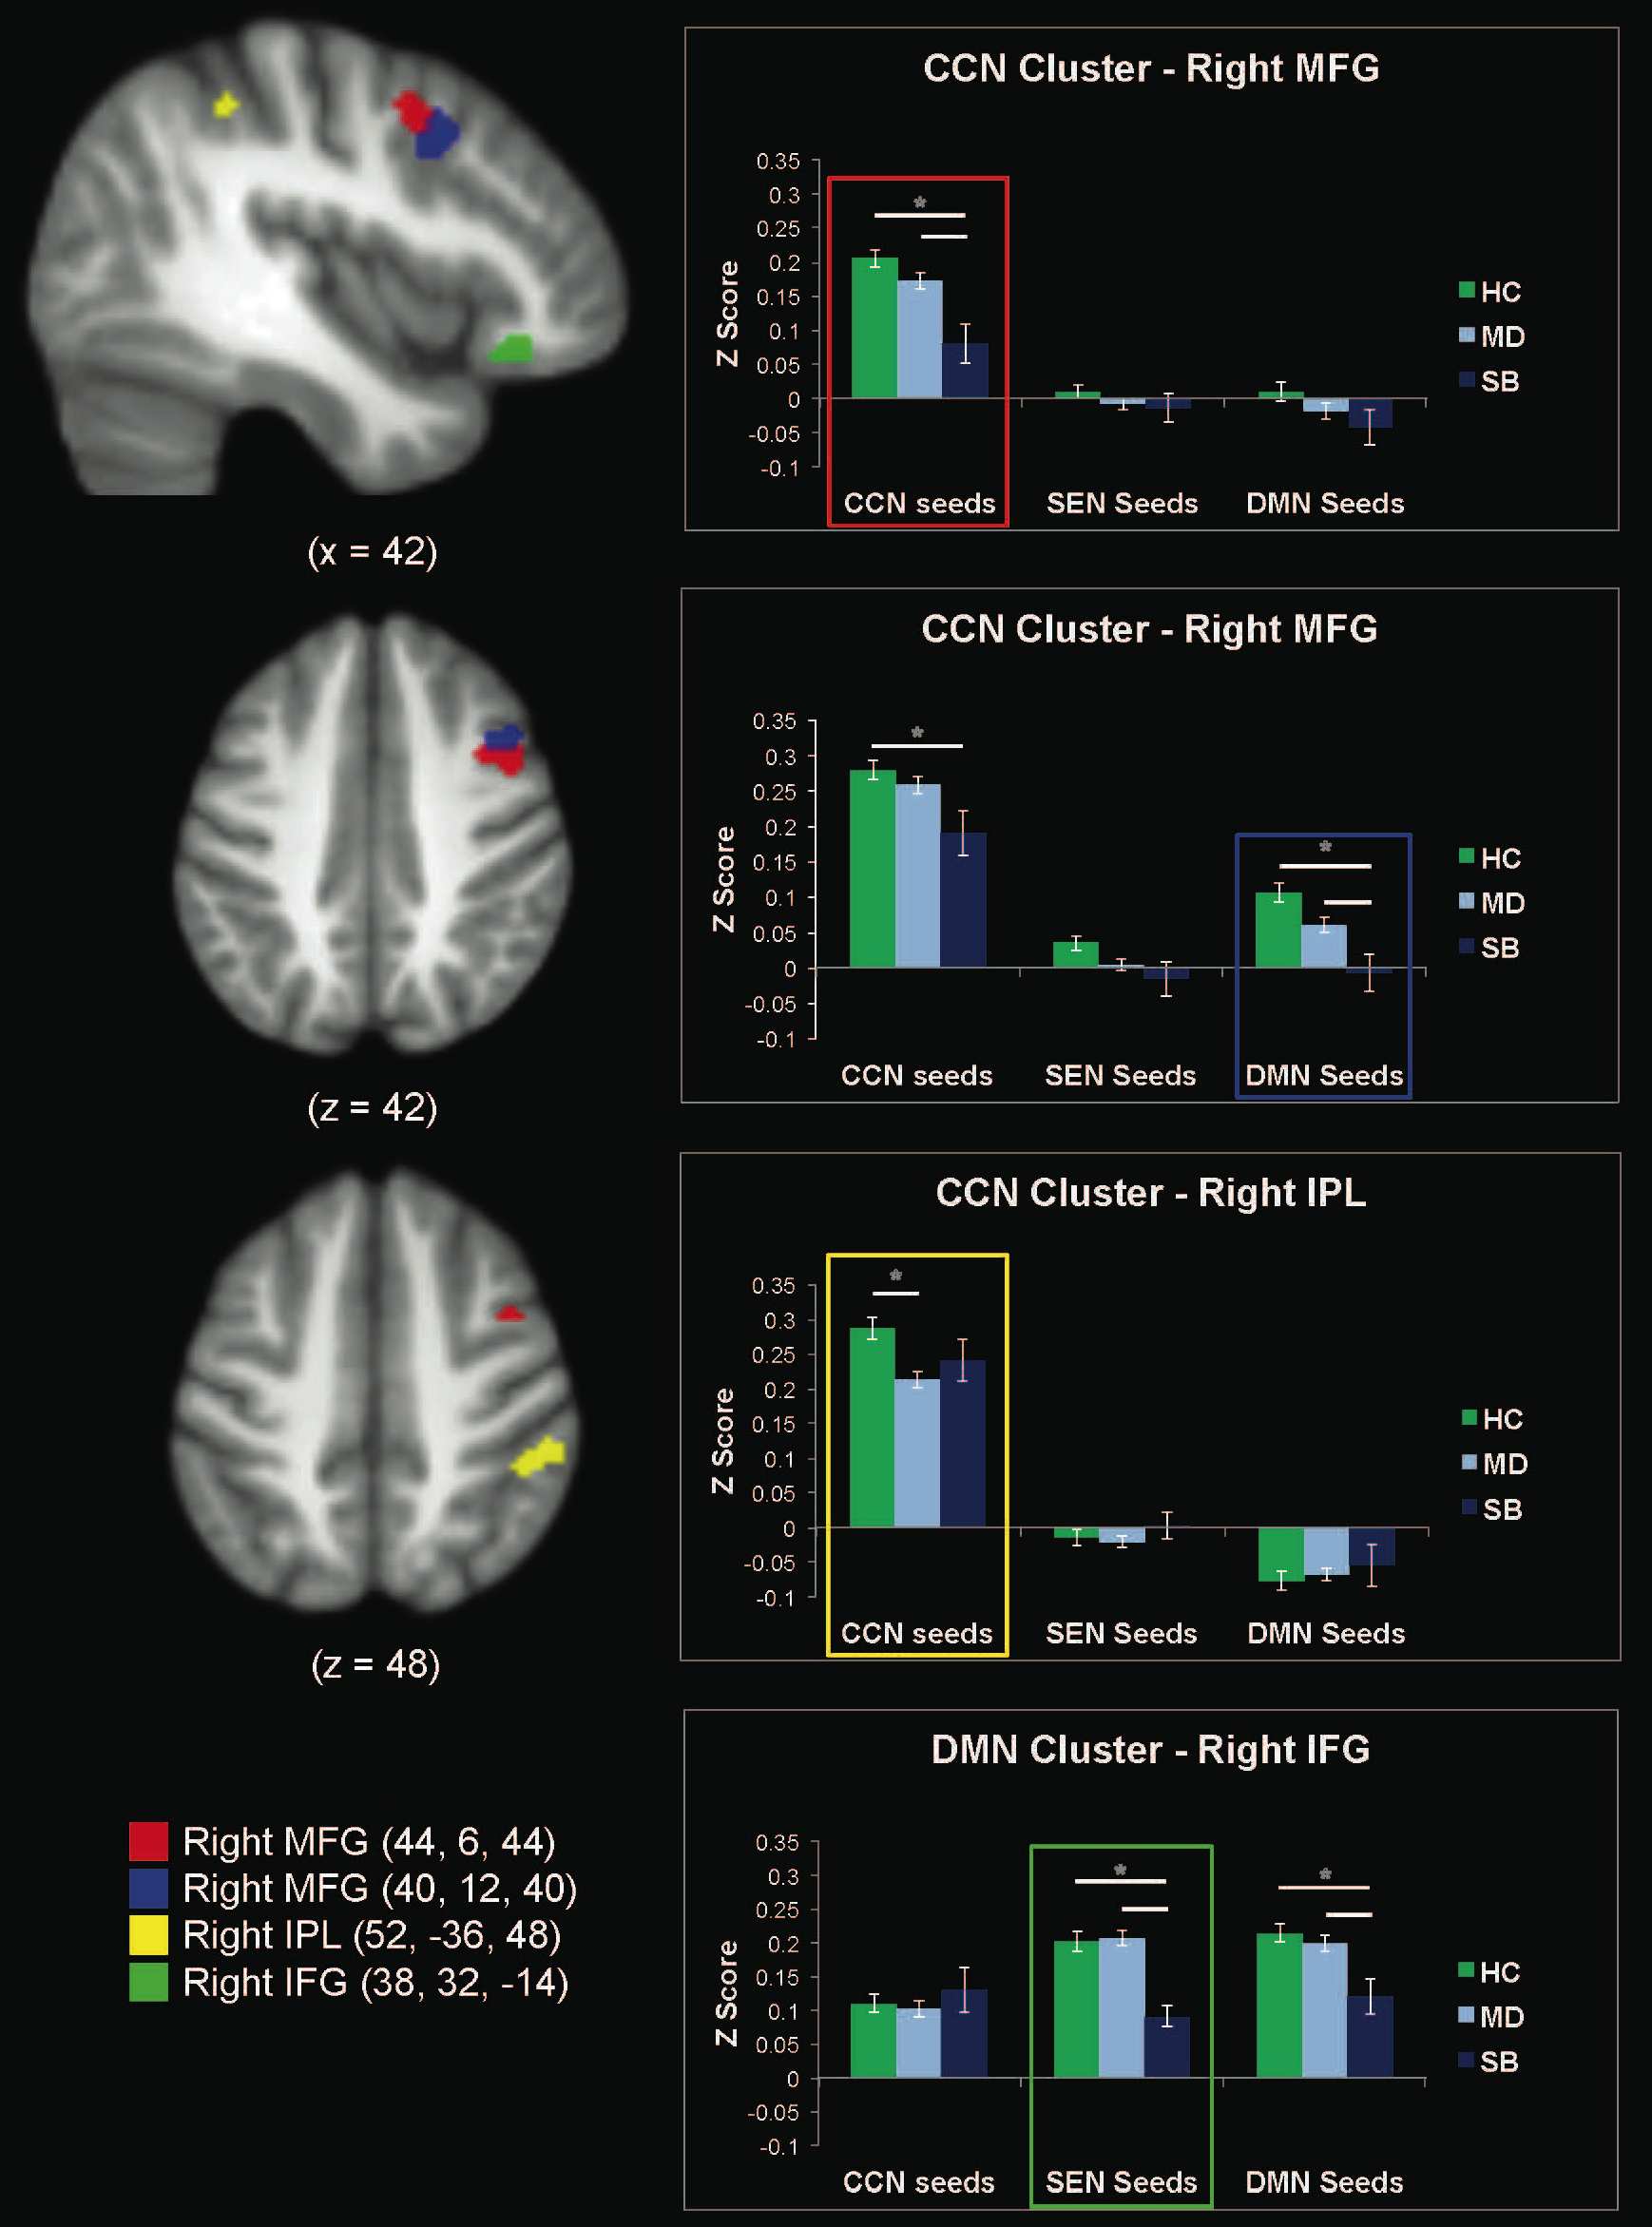 CCN Cluster - Right MFG
0.35
0.3
0.25
0.2
0.15
0.1
0.05
0
-0.05
-0.1
Z Score
*
HC
MD
SB
CCN seeds SEN Seeds DMN Seeds
(x = 42)
CCN Cluster - Right MFG
0.35
0.3
0.25
0.2
0.15
0.1
0.05
0
-0.05
-0.1
Z Score
*
*
HC
MD
SB
CCN seeds SEN Seeds DMN Seeds
(z = 42)
CCN Cluster - Right IPL
0.35
0.3
0.25
0.2
0.15
0.1
0.05
0
-0.05
-0.1
Z Score
*
HC
MD
SB
CCN seeds SEN Seeds DMN Seeds
(z = 48)
DMN Cluster - Right IFG
0.35
0.3
0.25
0.2
0.15
0.1
0.05
0
-0.05
-0.1
Z Score
* *
HC
MD
SB
CCN seeds SEN Seeds DMN Seeds
Right MFG (44, 6, 44)
Right MFG (40, 12, 40)
Right IPL (52, -36, 48)
Right IFG (38, 32, -14)